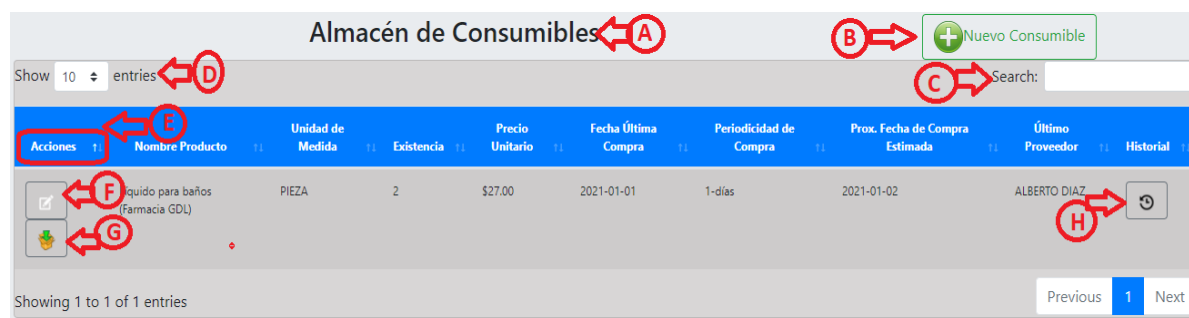 Almacén de Consumibles A
B Nuevo Consumible
Show 10 entries D
C Search:
E
Acciones Nombre Producto Unidad de Medida Existencia Precio Unitario Fecha Última Compra Periodicidad de Compra Prox. Fecha de Compra Estimada Último Proveedor Historial
F líquido para baños PIEZA 2 $27.00 2021-01-01 1-días 2021-01-02 ALBERTO DIAZ
(Farmacia GDL)
G
H
Showing 1 to 1 of 1 entries
Previous 1 Next